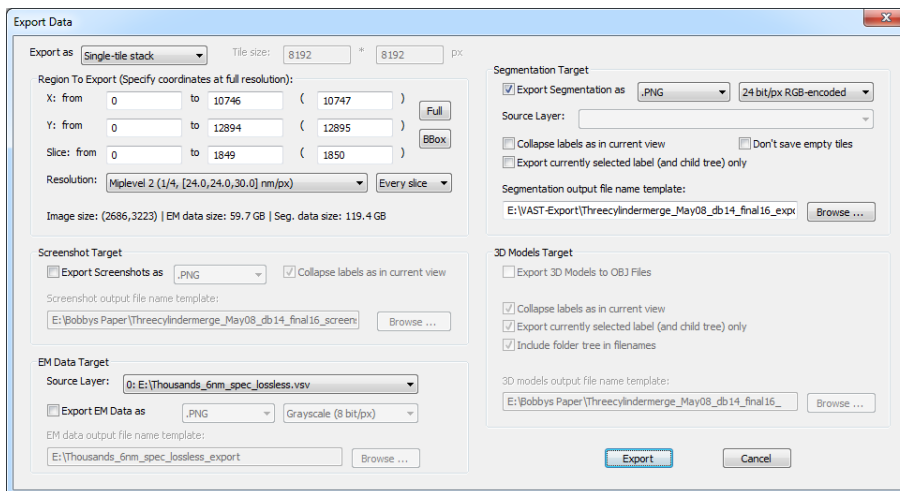 Export Data
Export as Single-tile stack Tile size: 8192 * 8192 px
Region To Export (Specify coordinates at full resolution):
X: from 0 to 10746 ( 10747 ) Full
Y: from 0 to 12894 ( 12895 ) BBox
Slice: from 0 to 1849 ( 1850 )
Resolution: Miplevel 2 (1/4, [24.0,24.0,30.0] nm/px) Every slice
Image size: (2686,3223) | EM data size: 59.7 GB | Seg. data size: 119.4 GB
Screenshot Target
Export Screenshots as .PNG Collapse labels as in current view
Screenshot output file name template:
E:\Bobbys Paper\Threecylindermerge_May08_db14_final16_screen Browse ...
EM Data Target
Source Layer: 0: E:\Thousands_6nm_spec_lossless.vsv
Export EM Data as .PNG Grayscale (8 bit/px)
EM data output file name template:
E:\Thousands_6nm_spec_lossless_export Browse ...
Segmentation Target
Export Segmentation as .PNG 24 bit/px RGB-encoded
Source Layer:
Collapse labels as in current view Don't save empty tiles
Export currently selected label (and child tree) only
Segmentation output file name template:
E:\VAST-Export\Threecylindermerge_May08_db14_final16_expo Browse ...
3D Models Target
Export 3D Models to OBJ Files
Collapse labels as in current view
Export currently selected label (and child tree) only
Include folder tree in filenames
3D models output file name template:
E:\Bobbys Paper\Threecylindermerge_May08_db14_final16_ Browse ...
Export Cancel